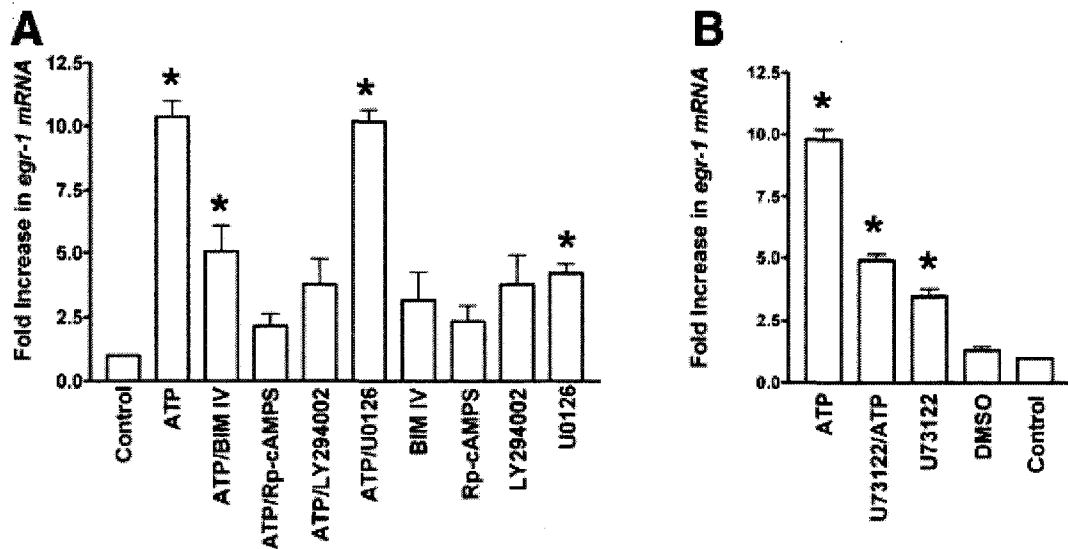 A
Fold Increase in egr-1 mRNA
12.5
10.0
7.5
5.0
2.5
0.0
*
*
*
*
Control
ATP
ATP/BIM IV
ATP/Rp-cAMPS
ATP/LY294002
ATP/U0126
BIM IV
Rp-cAMPS
LY294002
U0126
B
Fold Increase in egr-1 mRNA
12.5
10.0
7.5
5.0
2.5
0.0
*
*
*
ATP
U73122/ATP
U73122
DMSO
Control